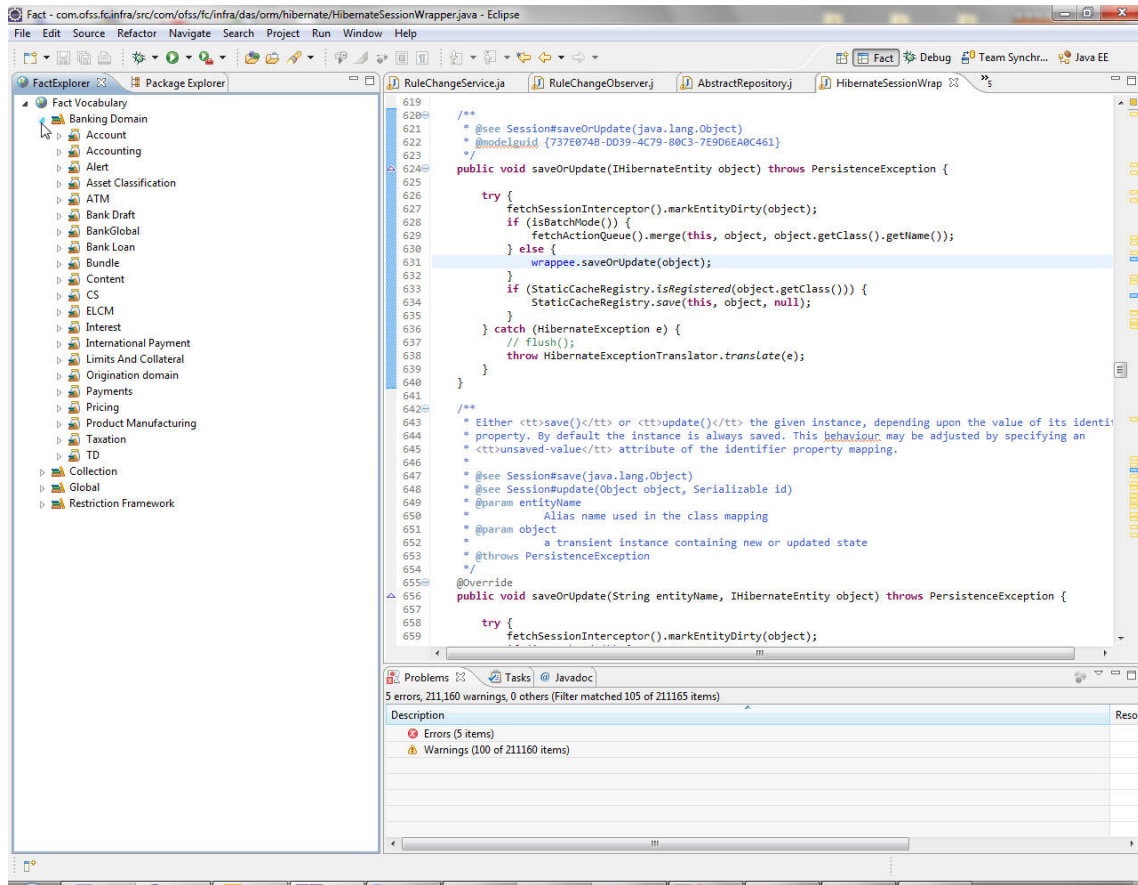 Fact - com.ofss.fc.infra/src/com/ofss/fc/infra/das/orm/hibernate/HibernateSessionWrapper.java - Eclipse
File Edit Source Refactor Navigate Search Project Run Window Help
Fact Debug Team Synchr... Java EE
FactExplorer Package Explorer
Fact Vocabulary
Banking Domain
Account
Accounting
Alert
Asset Classification
ATM
Bank Draft
BankGlobal
Bank Loan
Bundle
Content
CS
ELCM
Interest
International Payment
Limits And Collateral
Origination domain
Payments
Pricing
Product Manufacturing
Taxation
TD
Collection
Global
Restriction Framework
RuleChangeService.ja RuleChangeObserver.j AbstractRepository.j HibernateSessionWrap »5
619
620 /**
621 * @see Session#saveOrUpdate(java.lang.Object)
622 * @modelguid {737E074B-DD39-4C79-80C3-7E9D6EA0C461}
623 */
624 public void saveOrUpdate(IHibernateEntity object) throws PersistenceException {
625
626 try {
627 fetchSessionInterceptor().markEntityDirty(object);
628 if (isBatchMode()) {
629 fetchActionQueue().merge(this, object, object.getClass().getName());
630 } else {
631 wrappee.saveOrUpdate(object);
632 }
633 if (StaticCacheRegistry.isRegistered(object.getClass())) {
634 StaticCacheRegistry.save(this, object, null);
635 }
636 } catch (HibernateException e) {
637 // flush();
638 throw HibernateExceptionTranslator.translate(e);
639 }
640 }
641
642 /**
643 * Either <tt>save()</tt> or <tt>update()</tt> the given instance, depending upon the value of its identi
644 * property. By default the instance is always saved. This behaviour may be adjusted by specifying an
645 * <tt>unsaved-value</tt> attribute of the identifier property mapping.
646 *
647 * @see Session#save(java.lang.Object)
648 * @see Session#update(Object object, Serializable id)
649 * @param entityName
650 * Alias name used in the class mapping
651 * @param object
652 * a transient instance containing new or updated state
653 * @throws PersistenceException
654 */
655 @Override
656 public void saveOrUpdate(String entityName, IHibernateEntity object) throws PersistenceException {
657
658 try {
659 fetchSessionInterceptor().markEntityDirty(object);
Problems Tasks @ Javadoc
5 errors, 211,160 warnings, 0 others (Filter matched 105 of 211165 items)
Description Reso
Errors (5 items)
Warnings (100 of 211160 items)